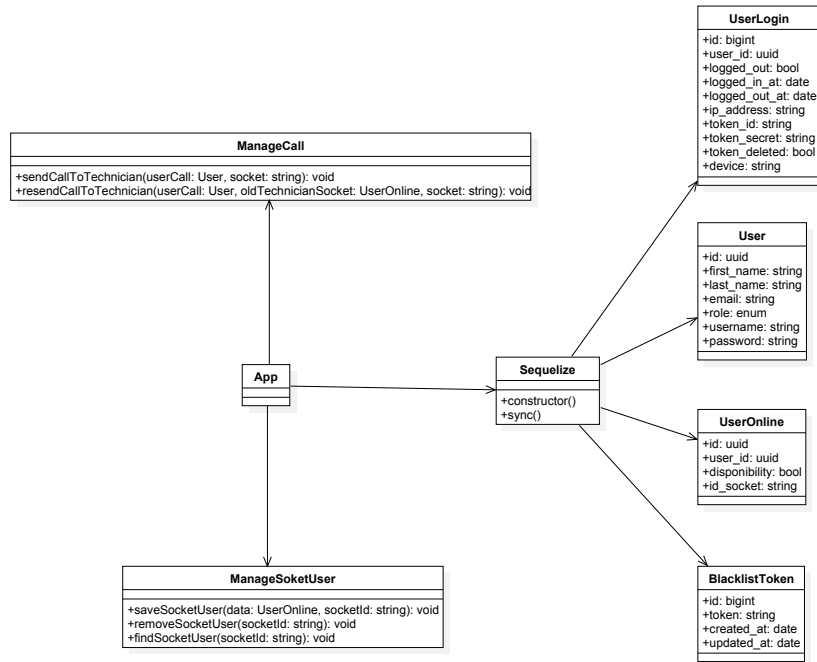 UserLogin
+id: bigint
+user_id: uuid
+logged_out: bool
+logged_in_at: date
+logged_out_at: date
+ip_address: string
+token_id: string
+token_secret: string
+token_deleted: bool
+device: string
ManageCall
+sendCallToTechnician(userCall: User, socket: string): void
+resendCallToTechnician(userCall: User, oldTechnicianSocket: UserOnline, socket: string): void
User
+id: uuid
+first_name: string
+last_name: string
+email: string
+role: enum
+username: string
+password: string
App
Sequelize
+constructor()
+sync()
UserOnline
+id: uuid
+user_id: uuid
+disponibility: bool
+id_socket: string
ManageSoketUser
+saveSocketUser(data: UserOnline, socketId: string): void
+removeSocketUser(socketId: string): void
+findSocketUser(socketId: string): void
BlacklistToken
+id: bigint
+token: string
+created_at: date
+updated_at: date